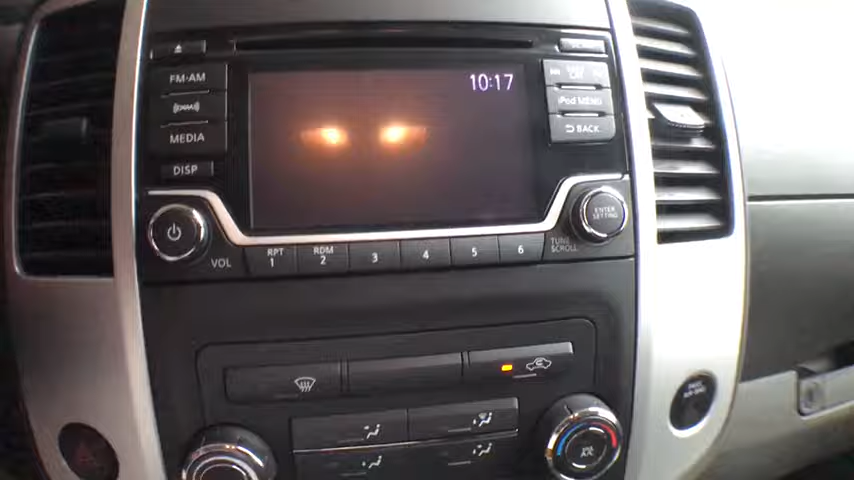 10:17
FM·AM
MEDIA
iPod MENU
BACK
DISP
ENTER
SETTING
VOL
RPT
1
RDM
2
3
4
5
6
TUNE
SCROLL